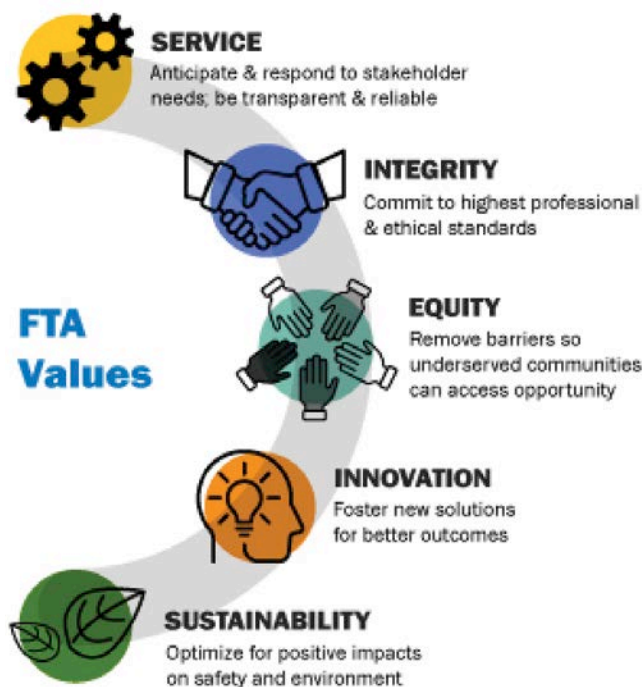 SERVICE
Anticipate & respond to stakeholder
needs; be transparent & reliable
INTEGRITY
Commit to highest professional
& ethical standards
FTA
Values
EQUITY
Remove barriers so
underserved communities
can access opportunity
INNOVATION
Foster new solutions
for better outcomes
SUSTAINABILITY
Optimize for positive impacts
on safety and environment